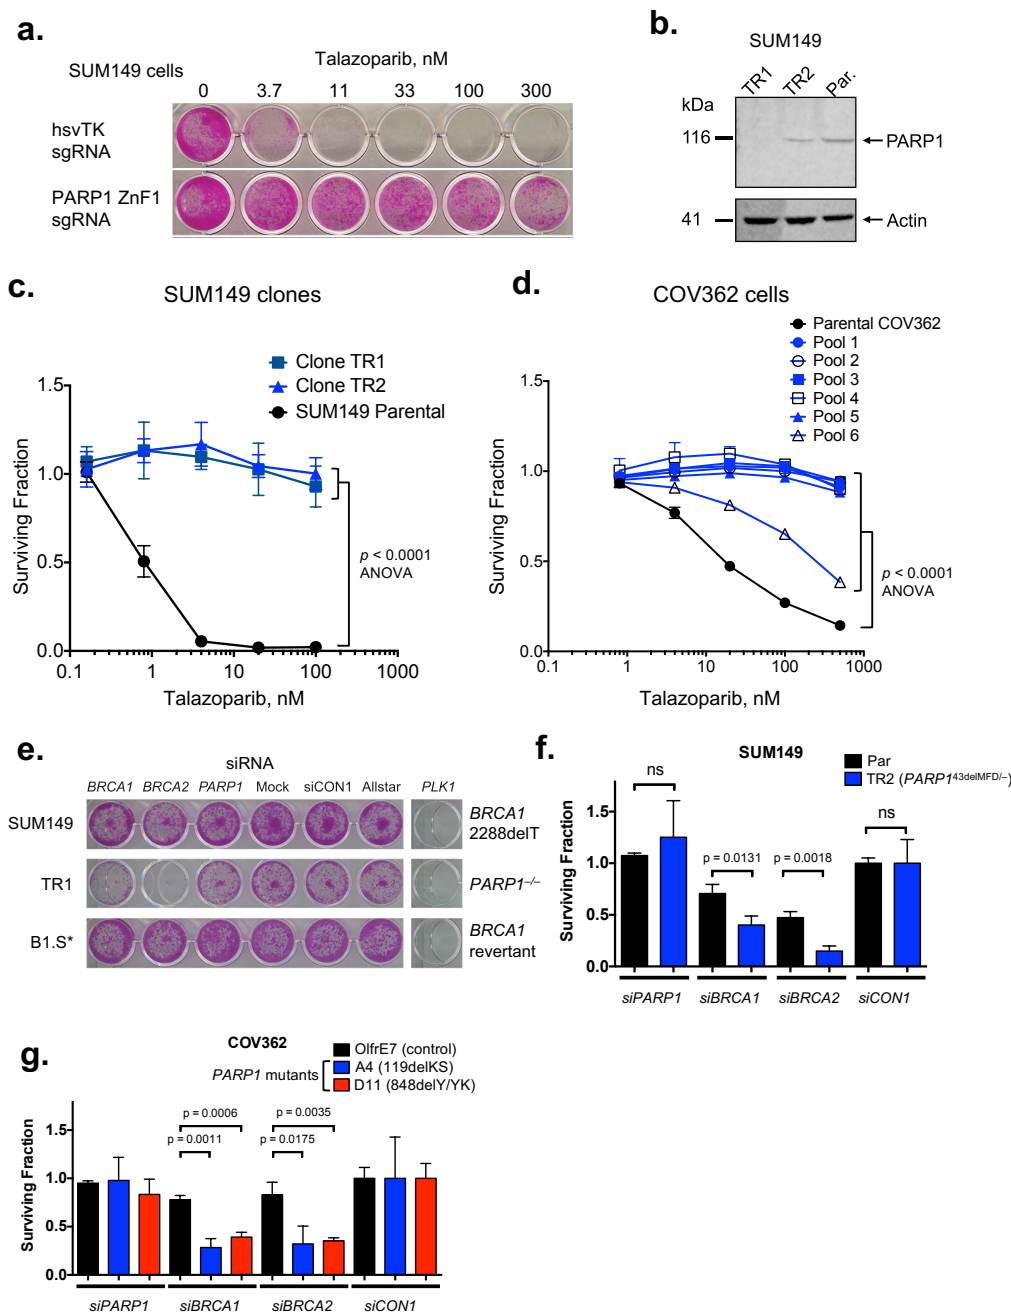 a.
SUM149 cells
Talazoparib, nM
0 3.7 11 33 100 300
hsvTK
sgRNA
PARP1 ZnF1
sgRNA
b.
SUM149
TR1 TR2 Par.
kDa
116
PARP1
41
Actin
c.
SUM149 clones
Clone TR1
Clone TR2
SUM149 Parental
1.5
1.0
0.5
0.0
Surviving Fraction
p < 0.0001
ANOVA
0.1 1 10 100 1000
Talazoparib, nM
d.
COV362 cells
Parental COV362
Pool 1
Pool 2
Pool 3
Pool 4
Pool 5
Pool 6
1.5
1.0
0.5
0.0
Surviving Fraction
p < 0.0001
ANOVA
0.1 1 10 100 1000
Talazoparib, nM
e.
siRNA
BRCA1 BRCA2 PARP1 Mock siCON1 Allstar PLK1
SUM149
BRCA1
2288delT
TR1
PARP1–/–
B1.S*
BRCA1
revertant
f.
SUM149
Par
TR2 (PARP143delMFD/–)
1.5
1.0
0.5
0.0
Surviving Fraction
ns
p = 0.0131
p = 0.0018
ns
siPARP1 siBRCA1 siBRCA2 siCON1
g.
COV362
OlfrE7 (control)
PARP1 mutants
A4 (119delKS)
D11 (848delY/YK)
1.5
1.0
0.5
0.0
Surviving Fraction
p = 0.0006
p = 0.0011
p = 0.0035
p = 0.0175
siPARP1 siBRCA1 siBRCA2 siCON1